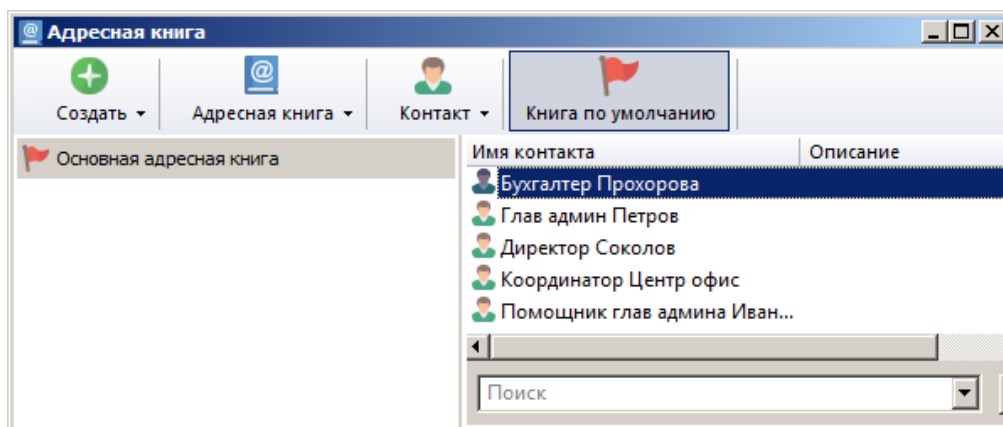 Адресная книга
Создать Адресная книга Контакт Книга по умолчанию
Основная адресная книга
Имя контакта Описание
Бухгалтер Прохорова
Глав админ Петров
Директор Соколов
Координатор Центр офис
Помощник глав админа Иван...
Поиск